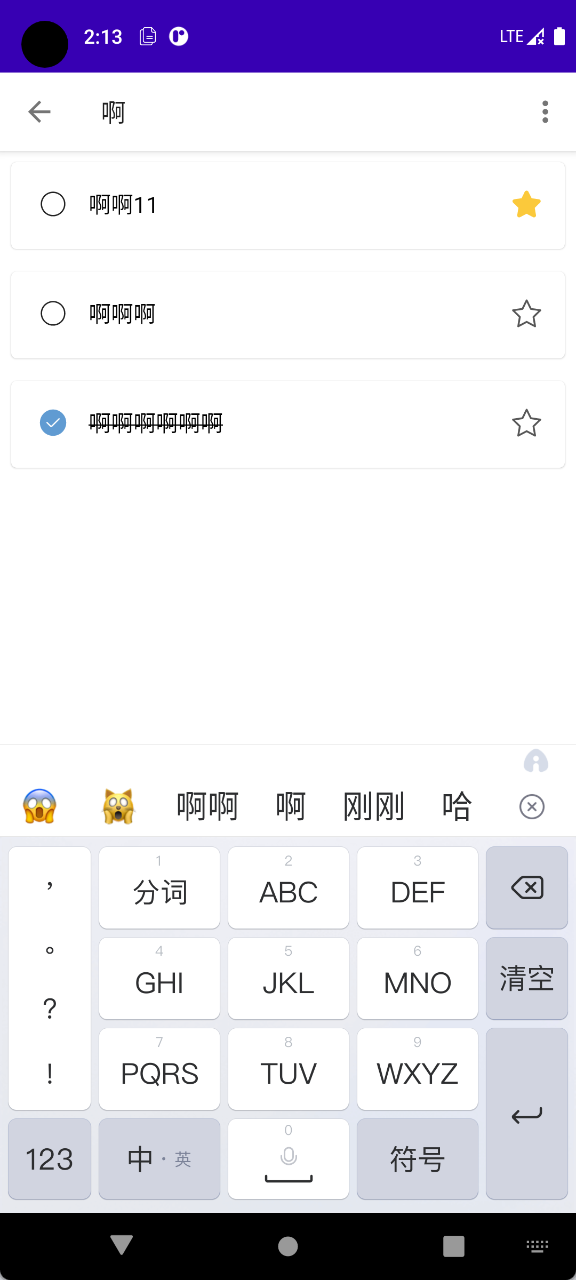 2:13
LTE
啊
啊啊11
啊啊啊
啊啊啊啊啊啊
啊啊 啊 刚刚 哈
， 。 ? !
1 分词
2 ABC
3 DEF
4 GHI
5 JKL
6 MNO
清空
7 PQRS
8 TUV
9 WXYZ
123
中·英
0
符号